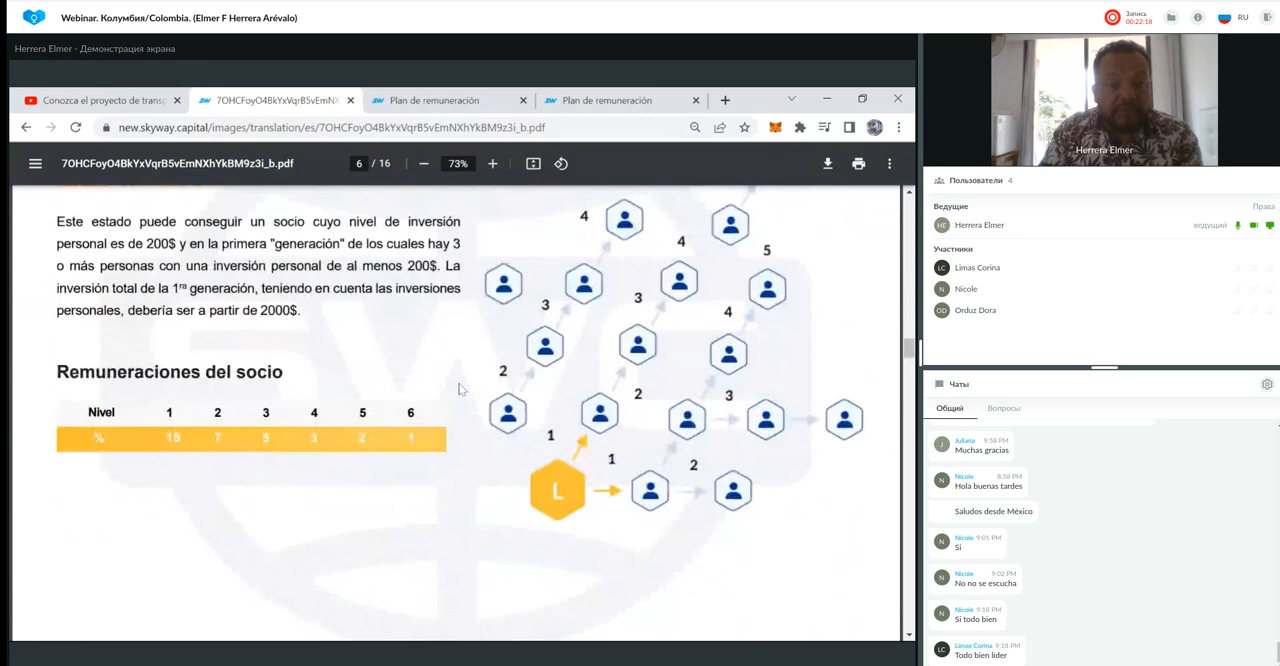 Webinar. Колумбия/Colombia. (Elmer F Herrera Arévalo)
Запись
00:22:18
RU
Herrera Elmer - Демонстрация экрана
Conozca el proyecto de transp
7OHCFoyO4BkYxVqrB5vEmNX
Plan de remuneración
Plan de remuneración
new.skyway.capital/images/translation/es/7OHCFoyO4BkYxVqrB5vEmNXhYkBM9z3i_b.pdf
7OHCFoyO4BkYxVqrB5vEmNXhYkBM9z3i_b.pdf
6 / 16
73%
Este estado puede conseguir un socio cuyo nivel de inversión
personal es de 200$ y en la primera "generación" de los cuales hay 3
o más personas con una inversión personal de al menos 200$. La
inversión total de la 1ra generación, teniendo en cuenta las inversiones
personales, debería ser a partir de 2000$.
Remuneraciones del socio
Nivel 1 2 3 4 5 6
% 15 7 5 3 2 1
4
4
5
3
3
4
2
2
3
1
1
2
L
Herrera Elmer
Пользователи 4
Ведущие Права
HE Herrera Elmer ведущий
Участники
LC Limas Corina
N Nicole
OD Orduz Dora
Чаты
Общий Вопросы
J Juliana 9:58 PM
Muchas gracias
N Nicole 8:58 PM
Hola buenas tardes
Saludos desde México
N Nicole 9:01 PM
Si
N Nicole 9:02 PM
No no se escucha
N Nicole 9:18 PM
Si todo bien
LC Limas Corina 9:18 PM
Todo bien líder